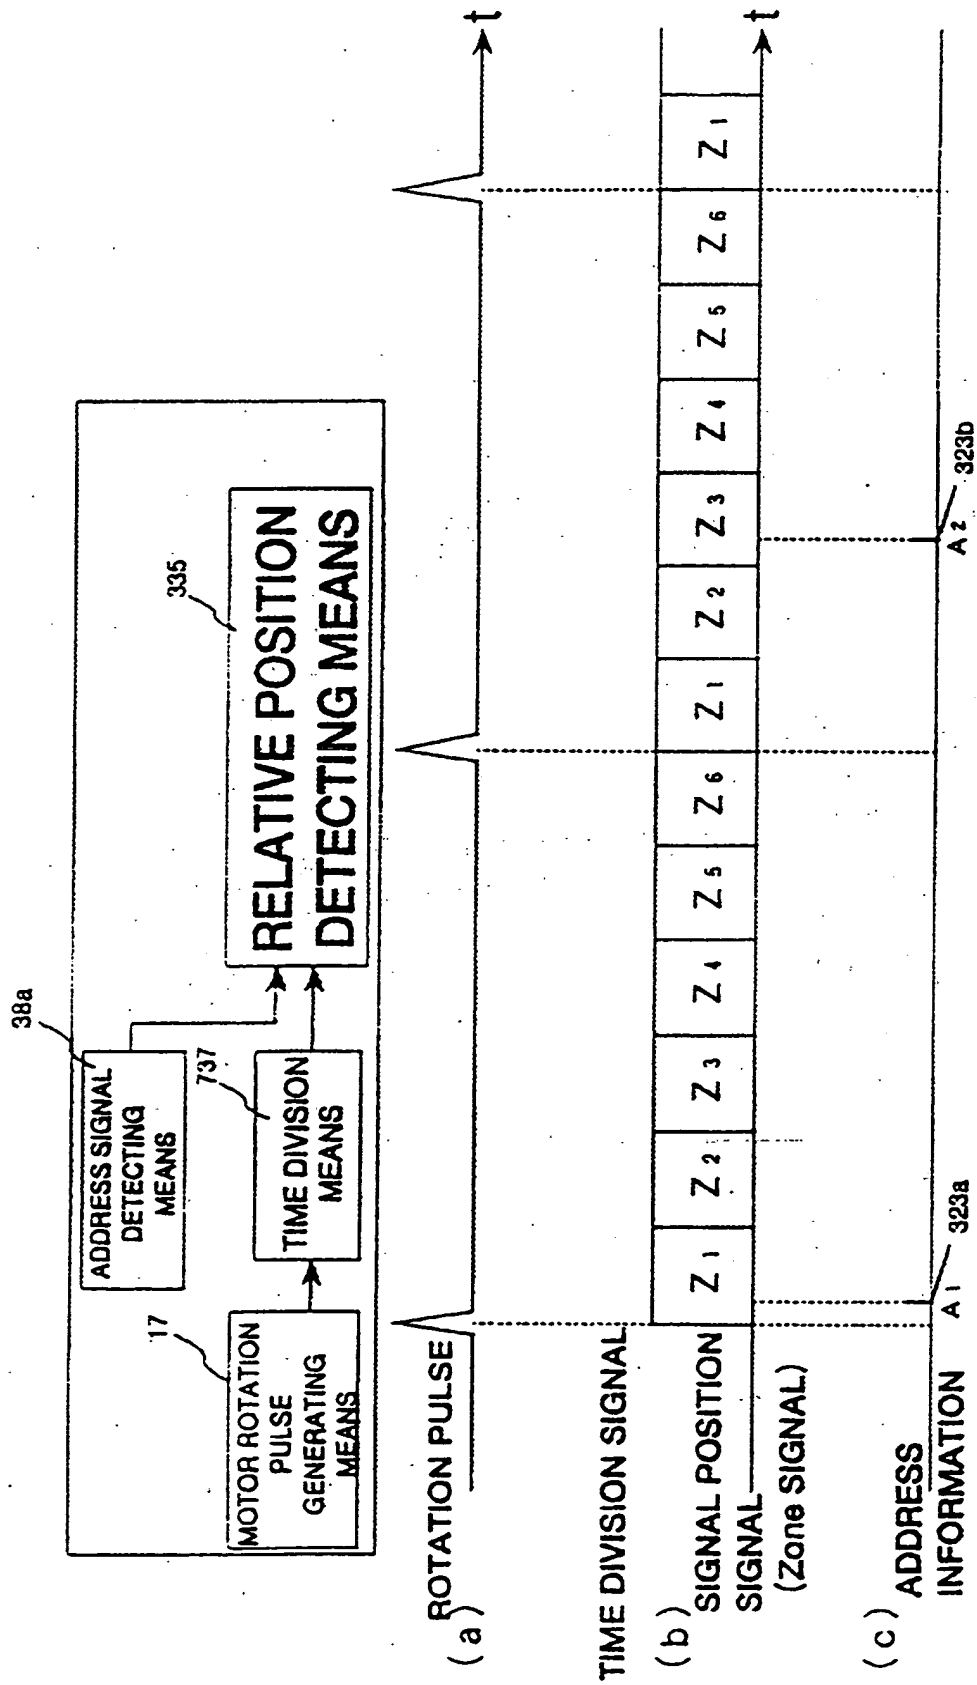 38a
ADDRESS SIGNAL
DETECTING
MEANS
17
MOTOR ROTATION
PULSE
GENERATING
MEANS
737
TIME DIVISION
MEANS
335
RELATIVE POSITION
DETECTING MEANS
ROTATION PULSE
(a)
t
TIME DIVISION SIGNAL
(b)
SIGNAL POSITION
SIGNAL
(Zone SIGNAL)
Z1 Z2 Z3 Z4 Z5 Z6 Z1 Z2 Z3 Z4 Z5 Z6 Z1
t
(c)
ADDRESS
INFORMATION
A1
323a
A2
323b